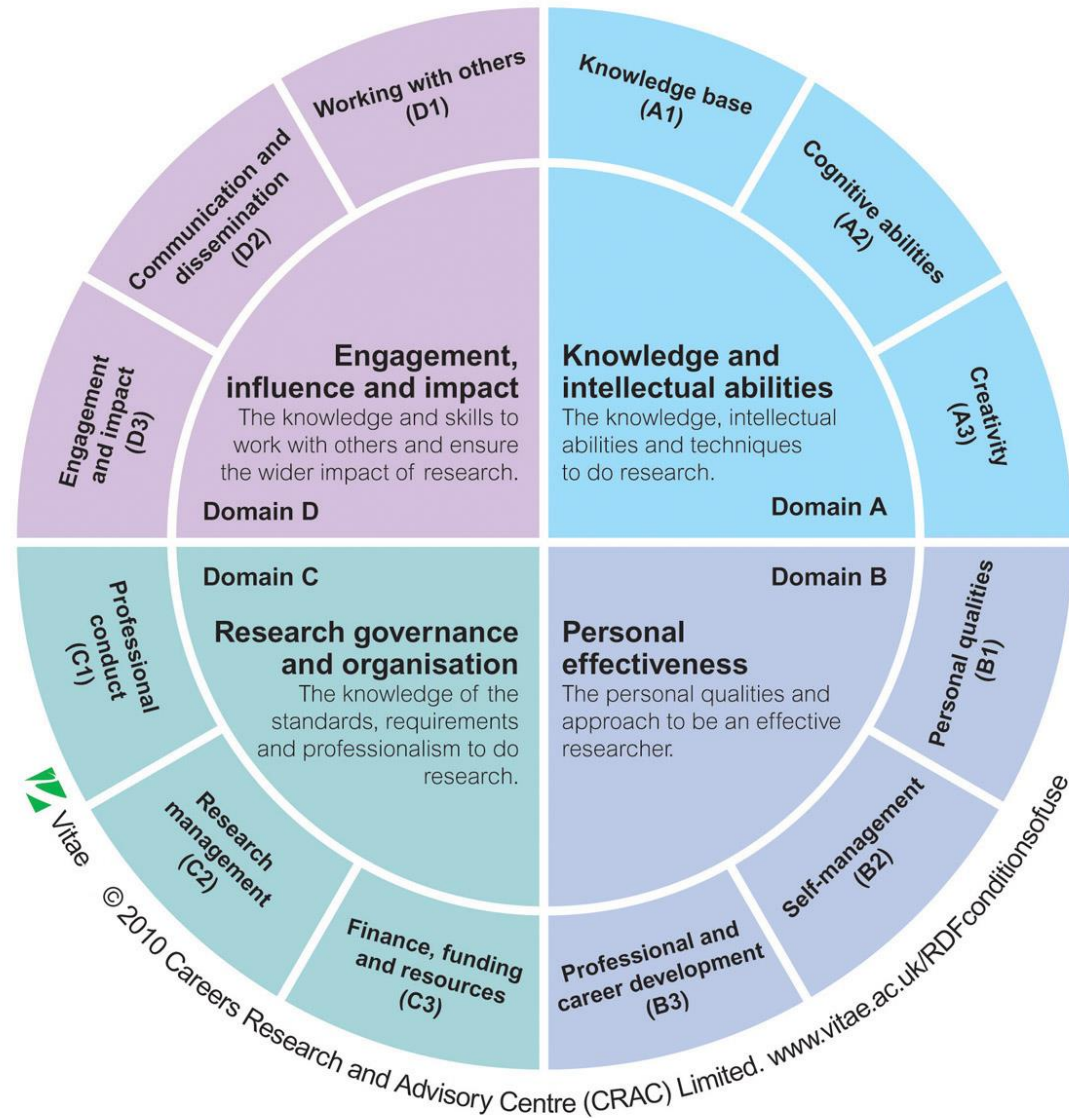 Knowledge base
(A1)
Cognitive abilities
(A2)
Creativity
(A3)
Knowledge and
intellectual abilities
The knowledge, intellectual
abilities and techniques
to do research.
Domain A
Domain B
Personal
effectiveness
The personal qualities and
approach to be an effective
researcher.
Personal qualities
(B1)
Self-management
(B2)
Professional and
career development
(B3)
Domain C
Research governance
and organisation
The knowledge of the
standards, requirements
and professionalism to do
research.
Professional
conduct
(C1)
Research
management
(C2)
Finance, funding
and resources
(C3)
Working with others
(D1)
Communication and
dissemination
(D2)
Engagement
and impact
(D3)
Engagement,
influence and impact
The knowledge and skills to
work with others and ensure
the wider impact of research.
Domain D
Vitae © 2010 Careers Research and Advisory Centre (CRAC) Limited. www.vitae.ac.uk/RDFconditionsofuse